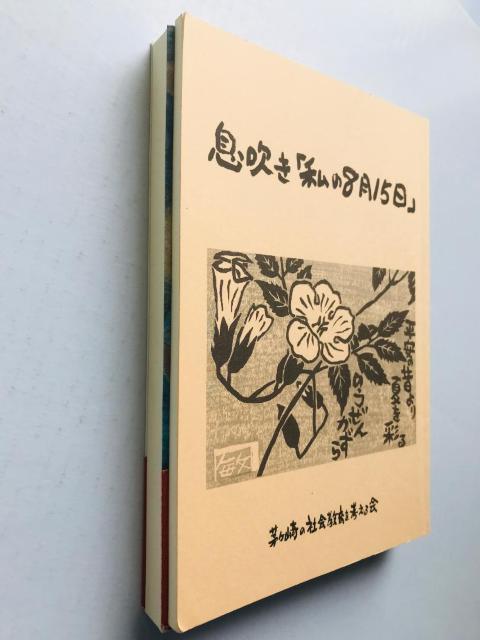 息吹き「私の8月15日」
平安の昔より
夏を彩る
のうぜん
かずら
敏
茅ヶ崎の社会教育を考える会